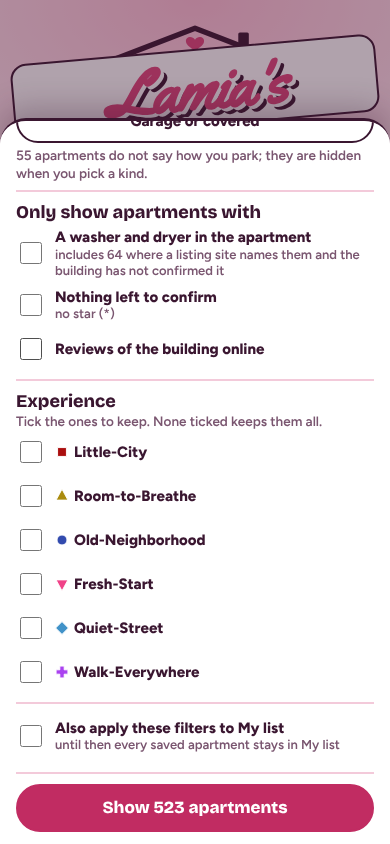 Lamia's
Garage or covered
55 apartments do not say how you park; they are hidden
when you pick a kind.
Only show apartments with
A washer and dryer in the apartment
includes 64 where a listing site names them and the
building has not confirmed it
Nothing left to confirm
no star (*)
Reviews of the building online
Experience
Tick the ones to keep. None ticked keeps them all.
Little-City
Room-to-Breathe
Old-Neighborhood
Fresh-Start
Quiet-Street
Walk-Everywhere
Also apply these filters to My list
until then every saved apartment stays in My list
Show 523 apartments